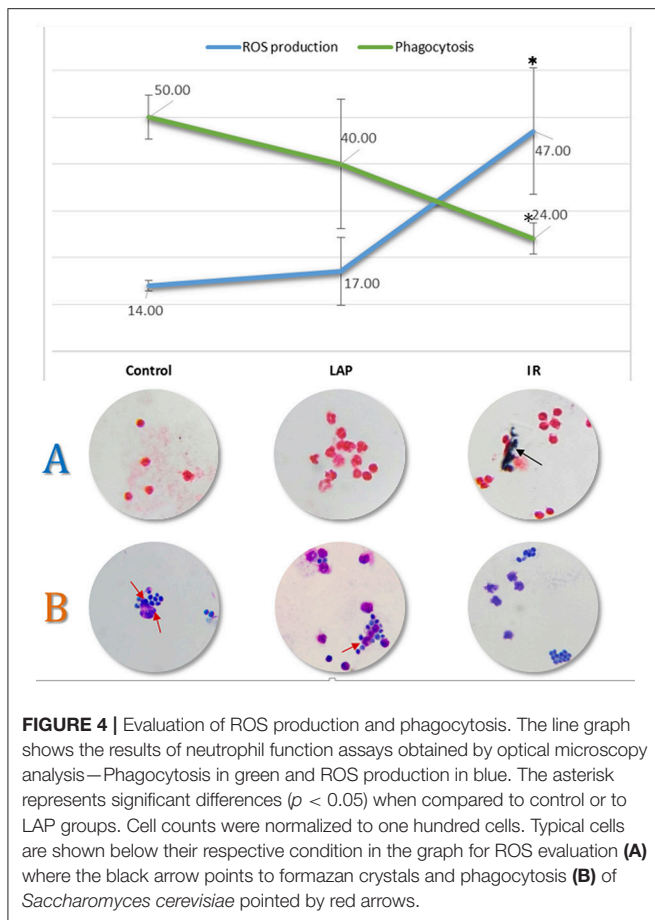 ROS production Phagocytosis
50.00
40.00
*
47.00
*
24.00
14.00
17.00
Control LAP IR
A
B
FIGURE 4 | Evaluation of ROS production and phagocytosis. The line graph
shows the results of neutrophil function assays obtained by optical microscopy
analysis—Phagocytosis in green and ROS production in blue. The asterisk
represents significant differences (p < 0.05) when compared to control or to
LAP groups. Cell counts were normalized to one hundred cells. Typical cells
are shown below their respective condition in the graph for ROS evaluation (A)
where the black arrow points to formazan crystals and phagocytosis (B) of
Saccharomyces cerevisiae pointed by red arrows.